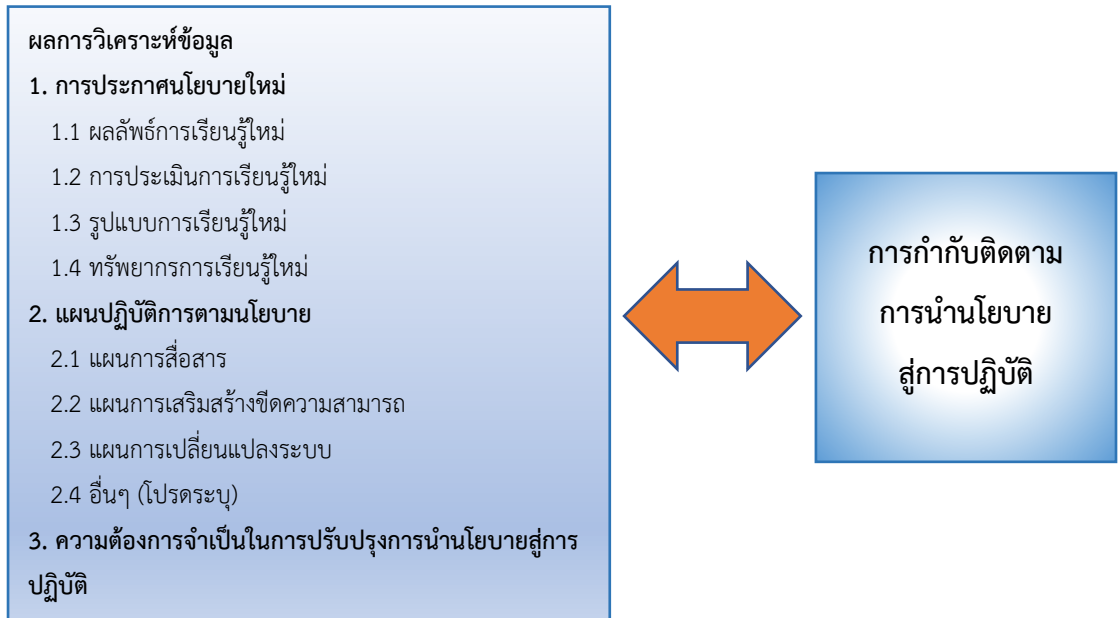 ผลการวิเคราะห์ข้อมูล
1. การประกาศนโยบายใหม่
1.1 ผลลัพธ์การเรียนรู้ใหม่
1.2 การประเมินการเรียนรู้ใหม่
1.3 รูปแบบการเรียนรู้ใหม่
1.4 ทรัพยากรการเรียนรู้ใหม่
2. แผนปฏิบัติการตามนโยบาย
2.1 แผนการสื่อสาร
2.2 แผนการเสริมสร้างขีดความสามารถ
2.3 แผนการเปลี่ยนแปลงระบบ
2.4 อื่นๆ (โปรดระบุ)
3. ความต้องการจำเป็นในการปรับปรุงการนำนโยบายสู่การ
ปฏิบัติ
การกำกับติดตาม
การนำนโยบาย
สู่การปฏิบัติ